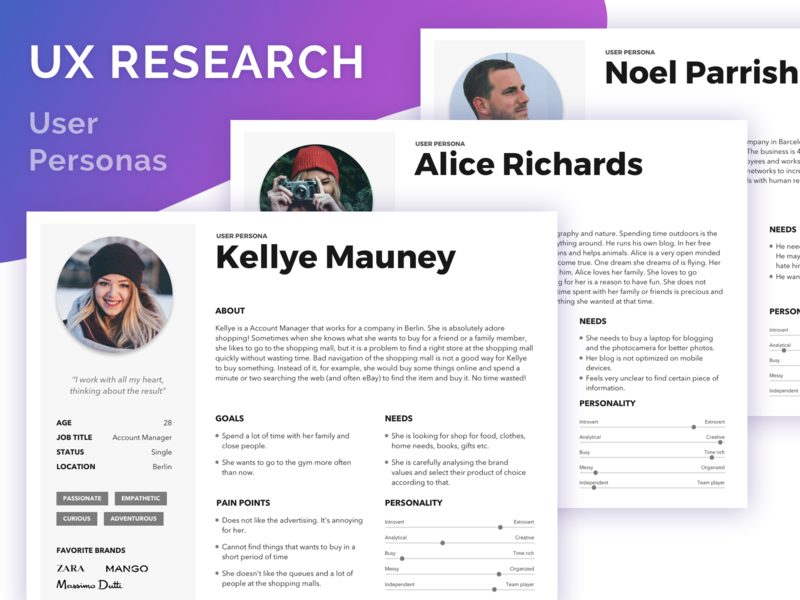 UX RESEARCH
User
Personas
USER PERSONA
Noel Parrish
mpany in Barcel
The business is 4
oyees and works
networks to incre
ls with human re
NEEDS
He nee
He may
hate hi
He wan
PERSON
Introvert
Analytical
Busy
Messy
Independent
USER PERSONA
Alice Richards
graphy and nature. Spending time outdoors is the
ything around. He runs his own blog. In her free
ons and helps animals. Alice is a very open minded
come true. One dream she dreams of is flying. Her
him. Alice loves her family. She loves to go
g for her is a reason to have fun. She does not
time spent with her family or friends is precious and
thing she wanted at that time.
NEEDS
She needs to buy a laptop for blogging
and the photocamera for better photos.
Her blog is not optimized on mobile
devices.
Feels very unclear to find certain piece of
information.
PERSONALITY
Introvert Extrovert
Analytical Creative
Busy Time rich
Messy Organized
Independent Team player
USER PERSONA
Kellye Mauney
"I work with all my heart,
thinking about the result"
AGE 28
JOB TITLE Account Manager
STATUS Single
LOCATION Berlin
PASSIONATE EMPATHETIC
CURIOUS ADVENTUROUS
FAVORITE BRANDS
ZARA MANGO
Massimo Dutti
ABOUT
Kellye is a Account Manager that works for a company in Berlin. She is absolutely adore
shopping! Sometimes when she knows what she wants to buy for a friend or a family member,
she likes to go to the shopping mall, but it is a problem to find a right store at the shopping mall
quickly without wasting time. Bad navigation of the shopping mall is not a good way for Kellye
to buy something. Instead of it, for example, she would buy some things online and spend a
minute or two searching the web (and often eBay) to find the item and buy it. No time wasted!
GOALS
Spend a lot of time with her family and
close people.
She wants to go to the gym more often
than now.
NEEDS
She is looking for shop for food, clothes,
home needs, books, gifts etc.
She is carefully analysing the brand
values and select their product of choice
according to that.
PAIN POINTS
Does not like the advertising. It's annoying
for her.
Cannot find things that wants to buy in a
short period of time
She doesn't like the queues and a lot of
people at the shopping malls.
PERSONALITY
Introvert Extrovert
Analytical Creative
Busy Time rich
Messy Organized
Independent Team player